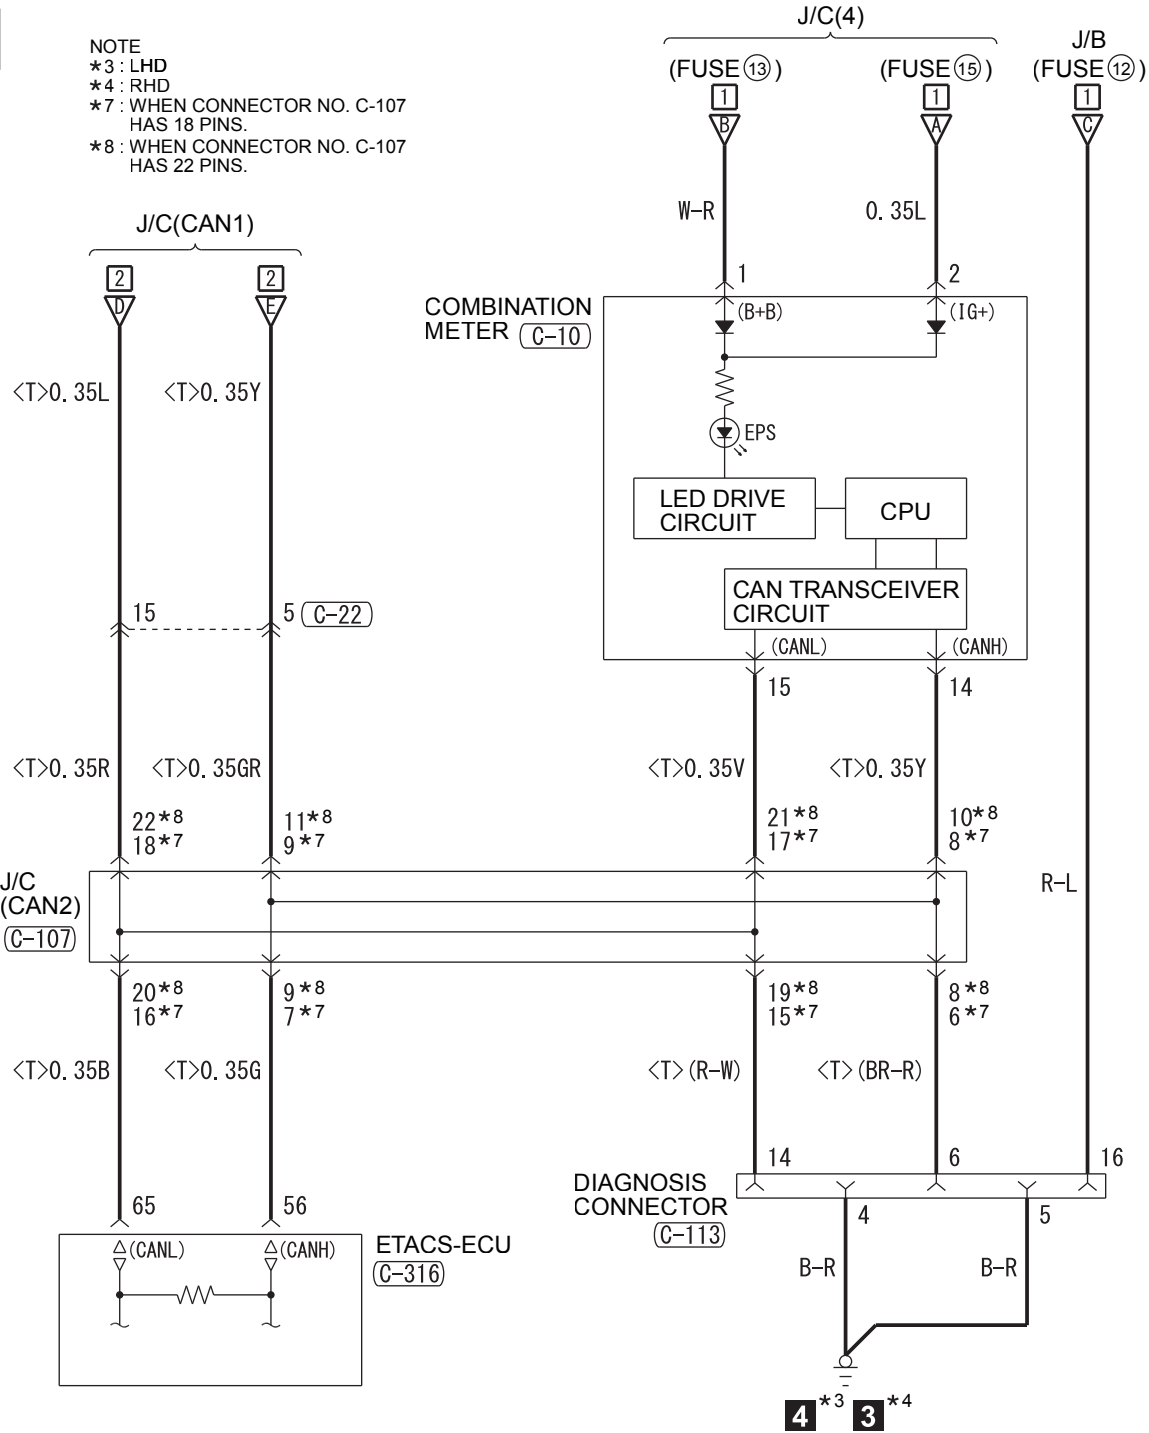 NOTE
*3 : LHD
*4 : RHD
*7 : WHEN CONNECTOR NO. C-107
HAS 18 PINS.
*8 : WHEN CONNECTOR NO. C-107
HAS 22 PINS.
J/C(4)
(FUSE 13) (FUSE 15)
J/B
(FUSE 12)
1 1 1
B A C
W-R 0.35L
J/C(CAN1)
2 2
D E
1 2
COMBINATION
METER C-10
(B+B) (IG+)
<T>0.35L <T>0.35Y
EPS
LED DRIVE
CIRCUIT
CPU
CAN TRANSCEIVER
CIRCUIT
15 5 C-22
(CANL) (CANH)
15 14
<T>0.35R <T>0.35GR <T>0.35V <T>0.35Y
22*8 11*8 21*8 10*8
18*7 9*7 17*7 8*7
J/C
(CAN2)
C-107
R-L
20*8 9*8 19*8 8*8
16*7 7*7 15*7 6*7
<T>0.35B <T>0.35G <T>(R-W) <T>(BR-R)
14 6 16
DIAGNOSIS
CONNECTOR
C-113
65 56
4 5
(CANL) (CANH)
ETACS-ECU
C-316
B-R B-R
4 *3 3 *4